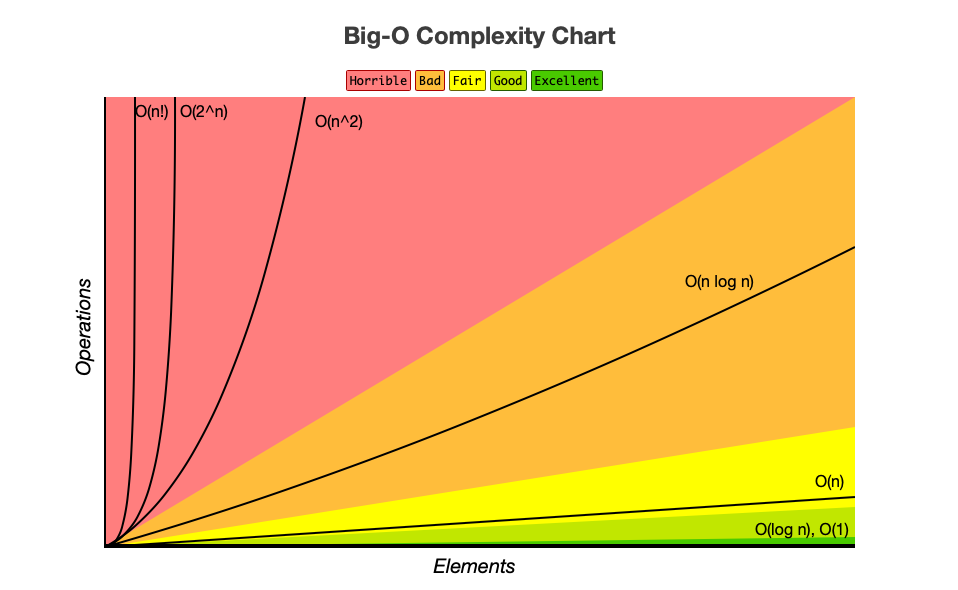 Big-O Complexity Chart
Horrible Bad Fair Good Excellent
O(n!) O(2^n)
O(n^2)
O(n log n)
Operations
O(n)
O(log n), O(1)
Elements